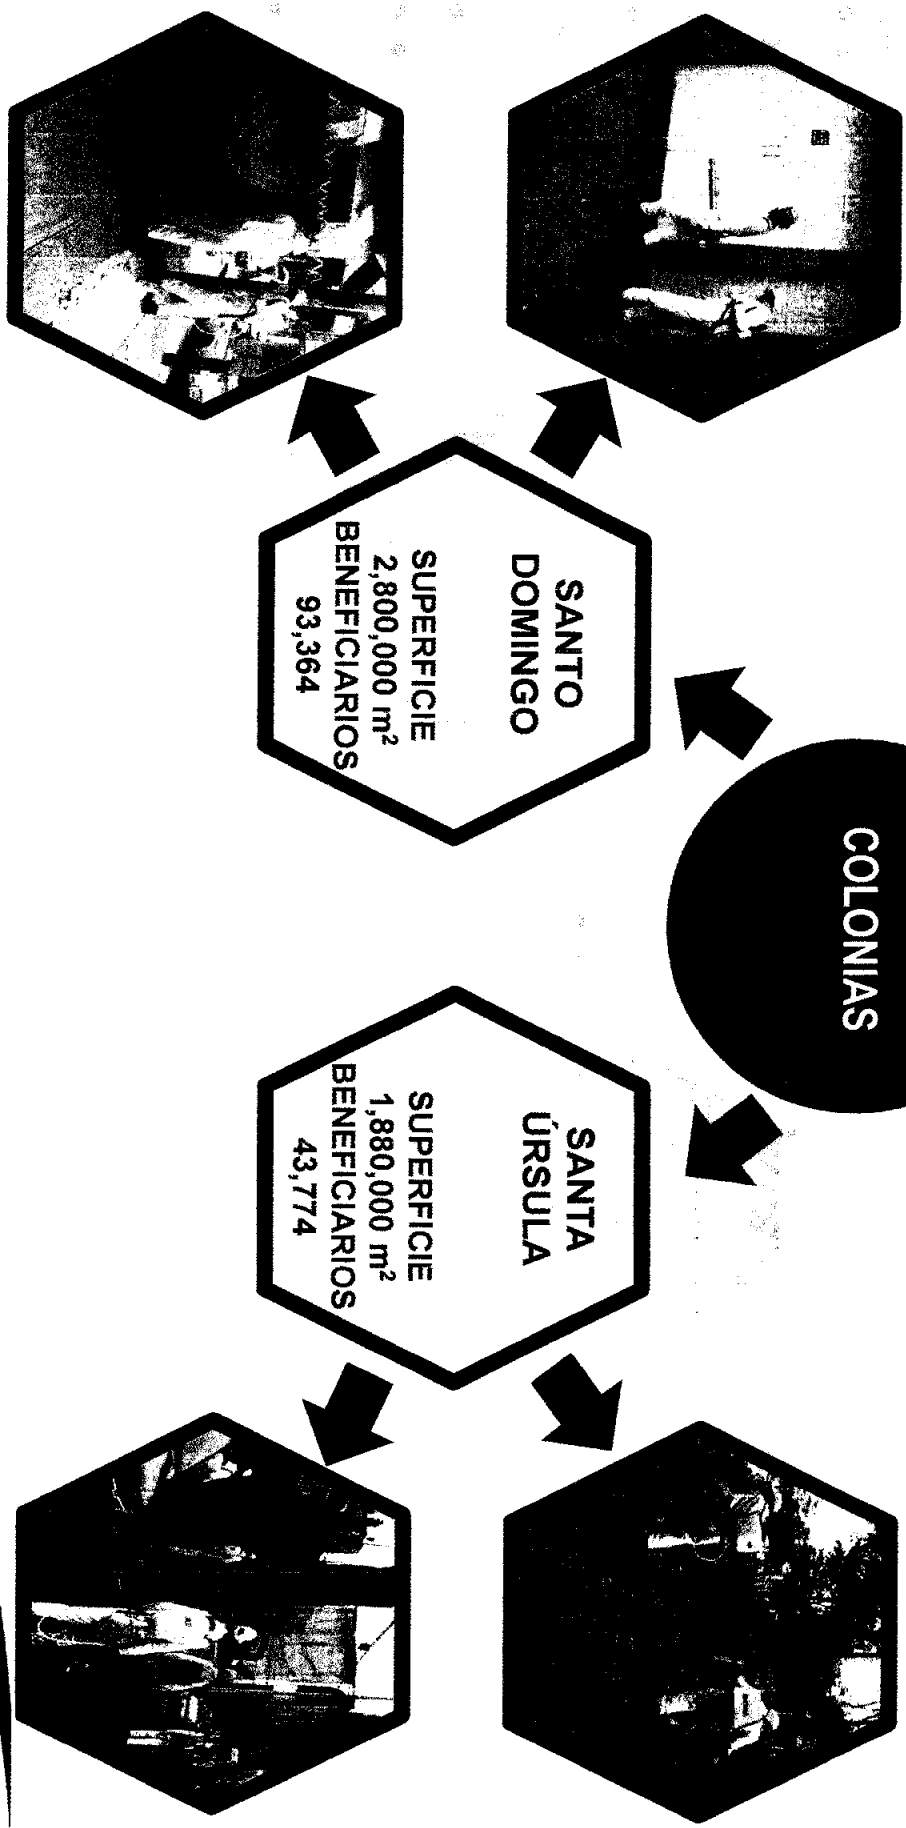 COLONIAS
SANTO
DOMINGO
SUPERFICIE
2,800,000 m²
BENEFICIARIOS
93,364
SANTA
ÚRSULA
SUPERFICIE
1,880,000 m²
BENEFICIARIOS
43,774